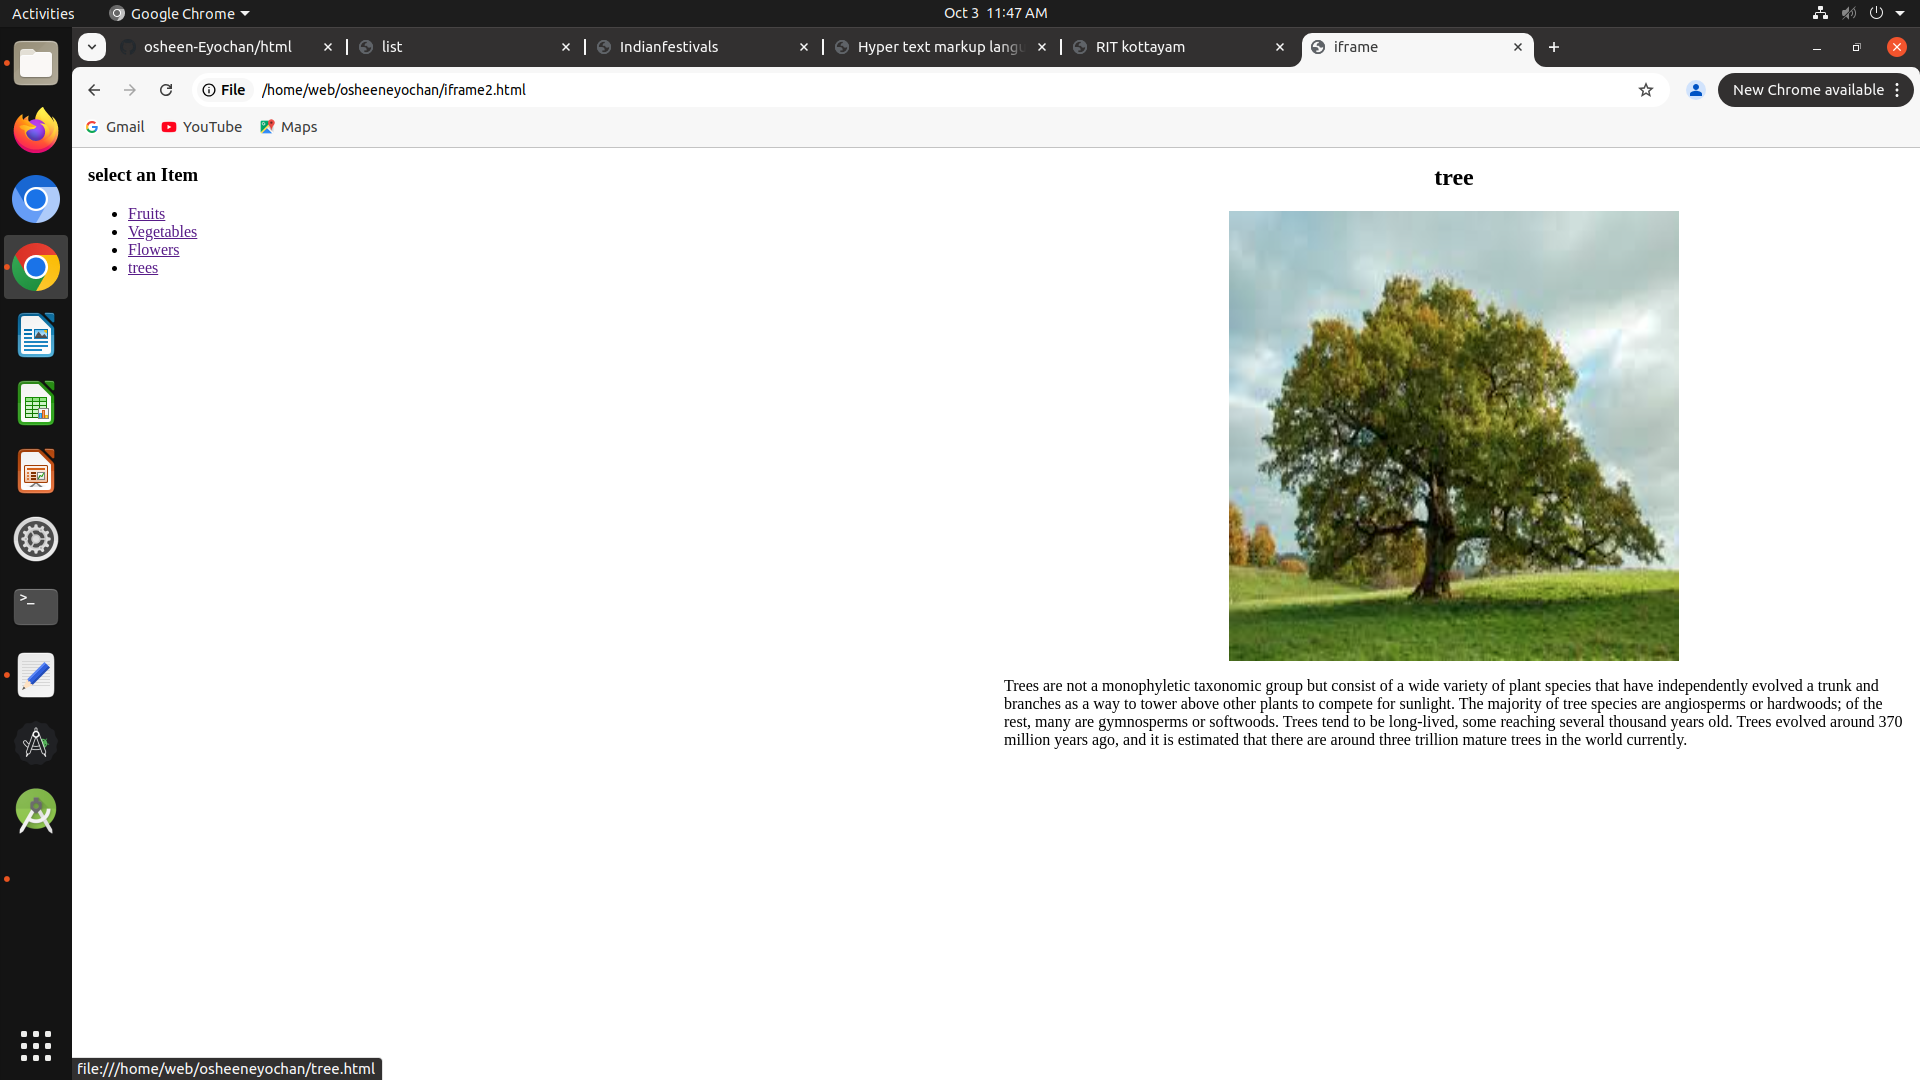 Activities
Google Chrome
Oct 3 11:47 AM
osheen-Eyochan/html
list
Indianfestivals
Hyper text markup langu
RIT kottayam
iframe
File
/home/web/osheeneyochan/iframe2.html
New Chrome available
Gmail
YouTube
Maps
select an Item
Fruits
Vegetables
Flowers
trees
tree
Trees are not a monophyletic taxonomic group but consist of a wide variety of plant species that have independently evolved a trunk and
branches as a way to tower above other plants to compete for sunlight. The majority of tree species are angiosperms or hardwoods; of the
rest, many are gymnosperms or softwoods. Trees tend to be long-lived, some reaching several thousand years old. Trees evolved around 370
million years ago, and it is estimated that there are around three trillion mature trees in the world currently.
file:///home/web/osheeneyochan/tree.html